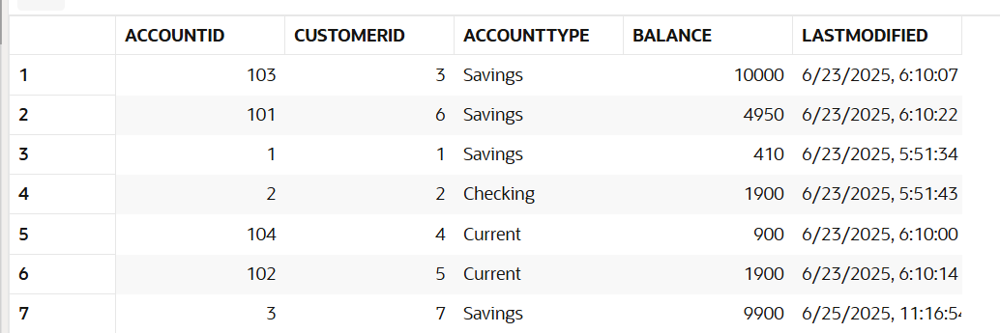 ACCOUNTID CUSTOMERID ACCOUNTTYPE BALANCE LASTMODIFIED
1 103 3 Savings 10000 6/23/2025, 6:10:07
2 101 6 Savings 4950 6/23/2025, 6:10:22
3 1 1 Savings 410 6/23/2025, 5:51:34
4 2 2 Checking 1900 6/23/2025, 5:51:43
5 104 4 Current 900 6/23/2025, 6:10:00
6 102 5 Current 1900 6/23/2025, 6:10:14
7 3 7 Savings 9900 6/25/2025, 11:16:54